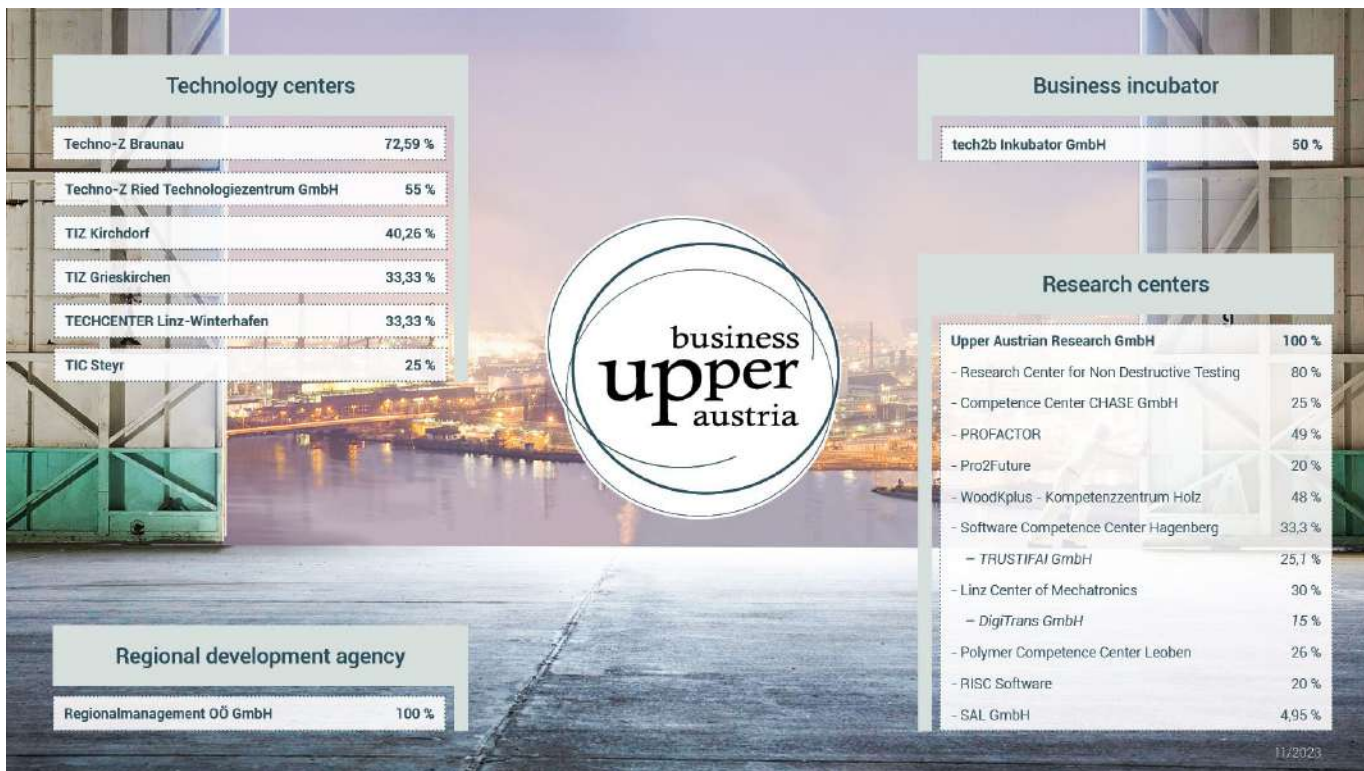 Technology centers
Techno-Z Braunau 72,59 %
Techno-Z Ried Technologiezentrum GmbH 55 %
TIZ Kirchdorf 40,26 %
TIZ Grieskirchen 33,33 %
TECHCENTER Linz-Winterhafen 33,33 %
TIC Steyr 25 %
Regional development agency
Regionalmanagement OÖ GmbH 100 %
business
upper
austria
Business incubator
tech2b Inkubator GmbH 50 %
Research centers
Upper Austrian Research GmbH 100 %
- Research Center for Non Destructive Testing 80 %
- Competence Center CHASE GmbH 25 %
- PROFACTOR 49 %
- Pro2Future 20 %
- WoodKplus - Kompetenzzentrum Holz 48 %
- Software Competence Center Hagenberg 33,3 %
– TRUSTIFAI GmbH 25,1 %
- Linz Center of Mechatronics 30 %
– DigiTrans GmbH 15 %
- Polymer Competence Center Leoben 26 %
- RISC Software 20 %
- SAL GmbH 4,95 %
11/2023